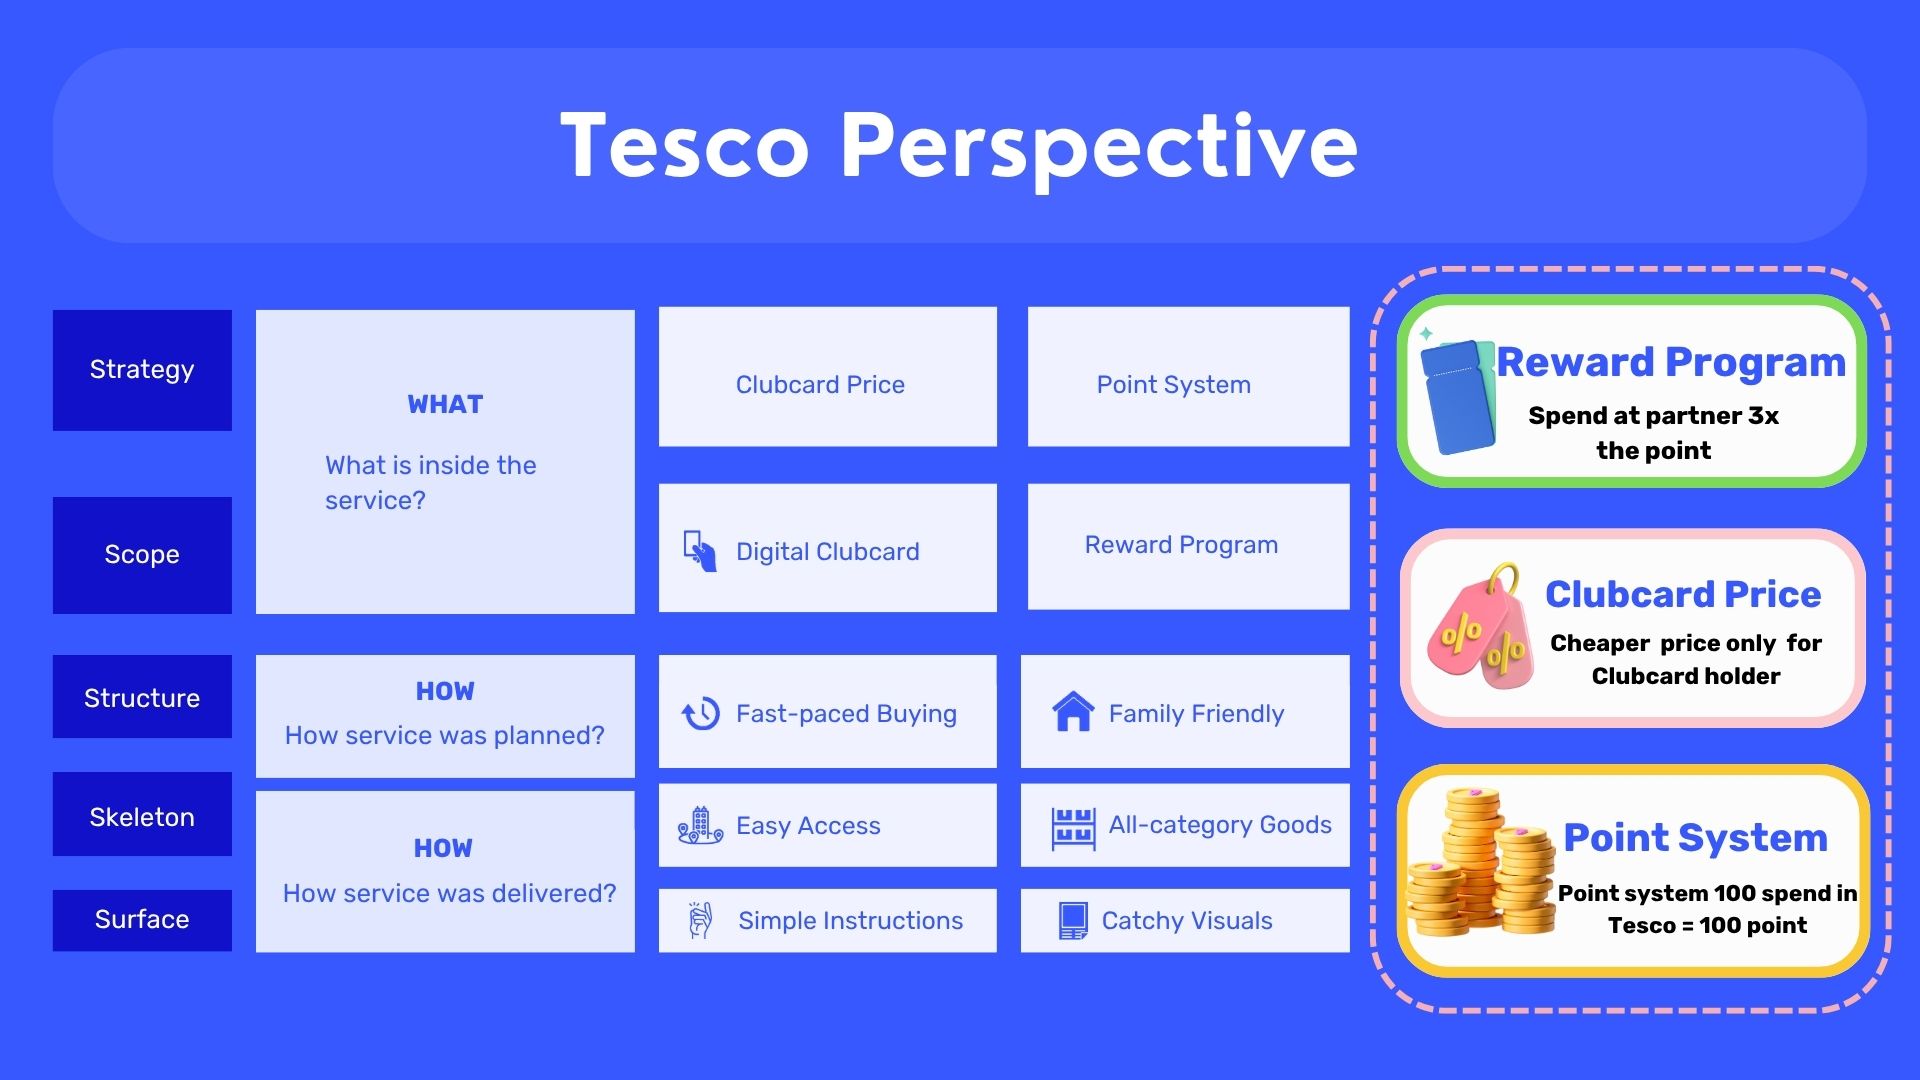 Tesco Perspective
Strategy
WHAT
What is inside the
service?
Clubcard Price
Point System
Scope
Digital Clubcard
Reward Program
Structure
HOW
How service was planned?
Fast-paced Buying
Family Friendly
Skeleton
HOW
How service was delivered?
Easy Access
All-category Goods
Surface
Simple Instructions
Catchy Visuals
Reward Program
Spend at partner 3x
the point
% %
Clubcard Price
Cheaper price only for
Clubcard holder
Point System
Point system 100 spend in
Tesco = 100 point